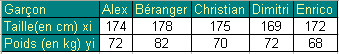 Garçon Alex Béranger Christian Dimitri Enrico
Taille(en cm) xi 174 178 175 169 172
Poids (en kg) yi 72 82 70 72 68